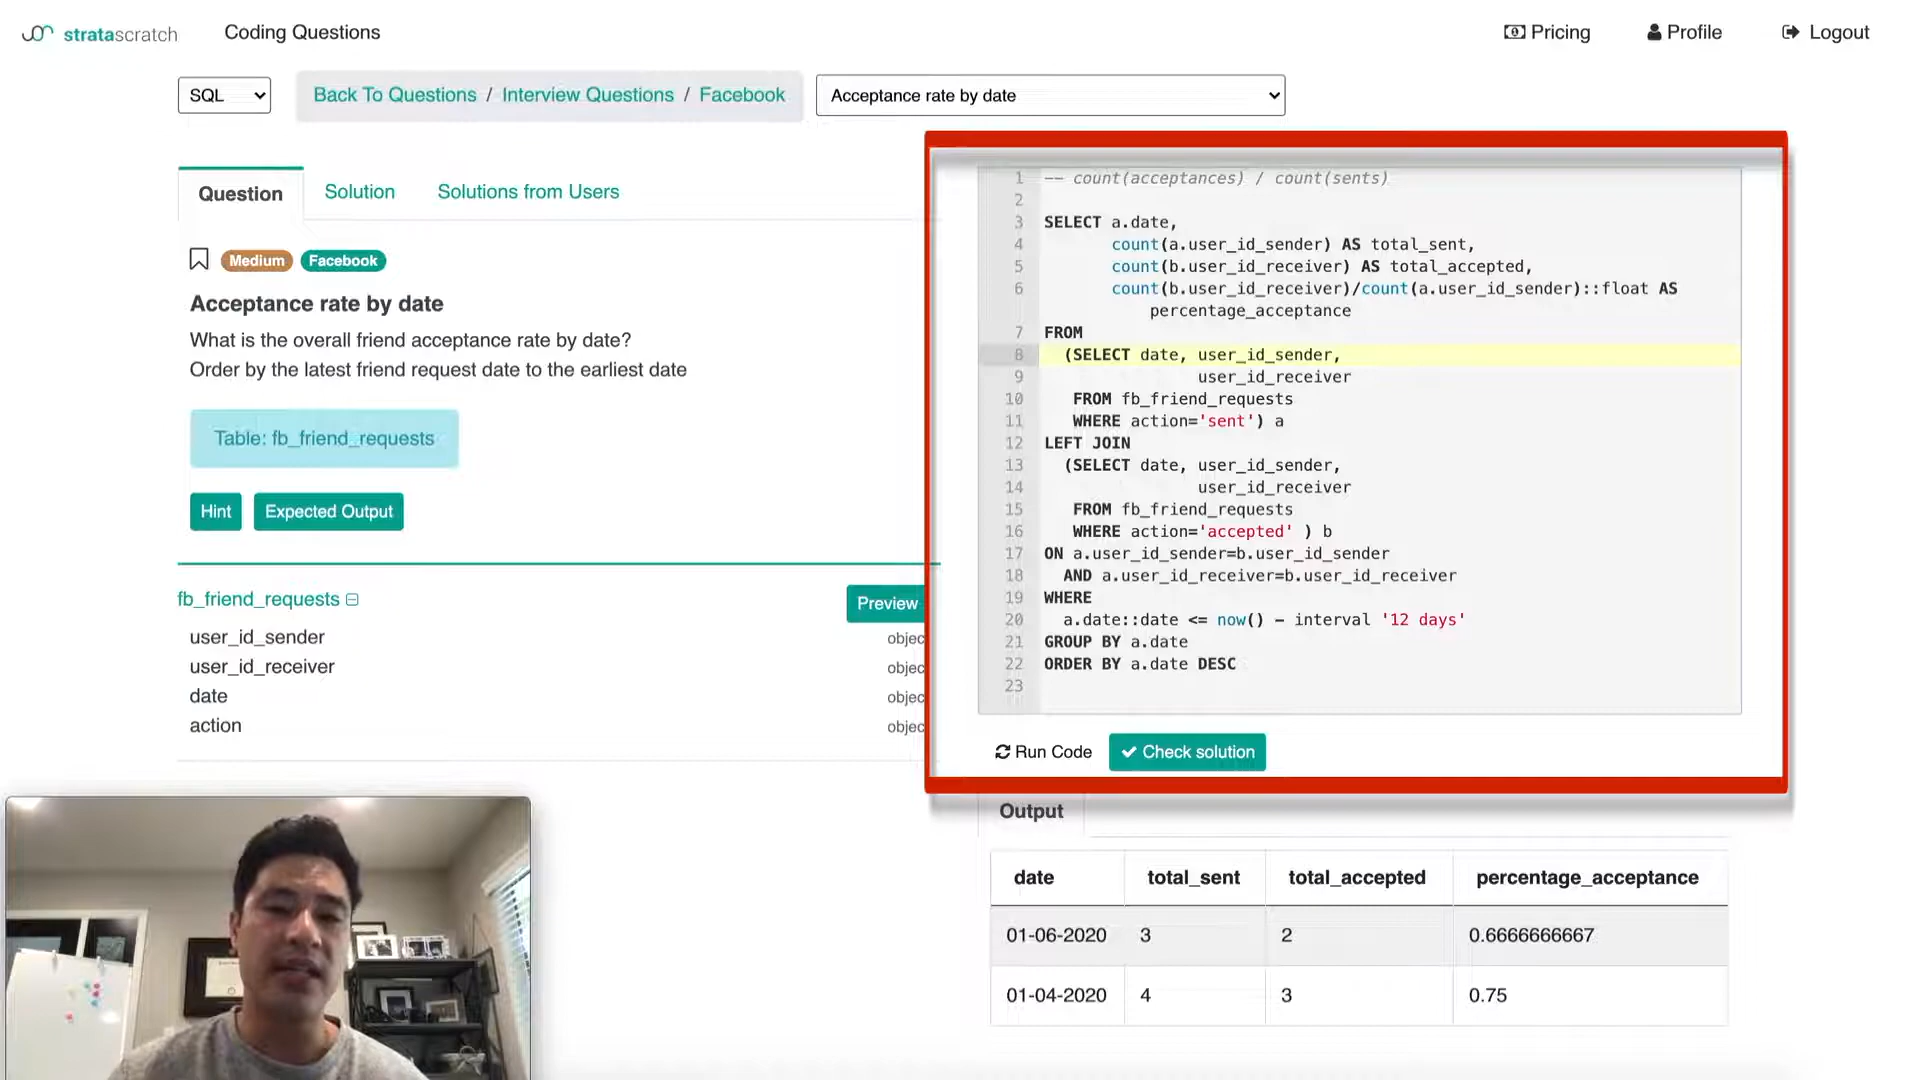 stratascratch
Coding Questions
Pricing
Profile
Logout
SQL
Back To Questions / Interview Questions / Facebook
Acceptance rate by date
Question
Solution
Solutions from Users
Medium
Facebook
Acceptance rate by date
What is the overall friend acceptance rate by date?
Order by the latest friend request date to the earliest date
Table: fb_friend_requests
Hint
Expected Output
fb_friend_requests
Preview
user_id_sender
objec
user_id_receiver
objec
date
objec
action
objec
1 -- count(acceptances) / count(sents)
2
3 SELECT a.date,
4 count(a.user_id_sender) AS total_sent,
5 count(b.user_id_receiver) AS total_accepted,
6 count(b.user_id_receiver)/count(a.user_id_sender)::float AS
percentage_acceptance
7 FROM
8 (SELECT date, user_id_sender,
9 user_id_receiver
10 FROM fb_friend_requests
11 WHERE action='sent') a
12 LEFT JOIN
13 (SELECT date, user_id_sender,
14 user_id_receiver
15 FROM fb_friend_requests
16 WHERE action='accepted' ) b
17 ON a.user_id_sender=b.user_id_sender
18 AND a.user_id_receiver=b.user_id_receiver
19 WHERE
20 a.date::date <= now() - interval '12 days'
21 GROUP BY a.date
22 ORDER BY a.date DESC
23
Run Code
Check solution
Output
date total_sent total_accepted percentage_acceptance
01-06-2020 3 2 0.6666666667
01-04-2020 4 3 0.75